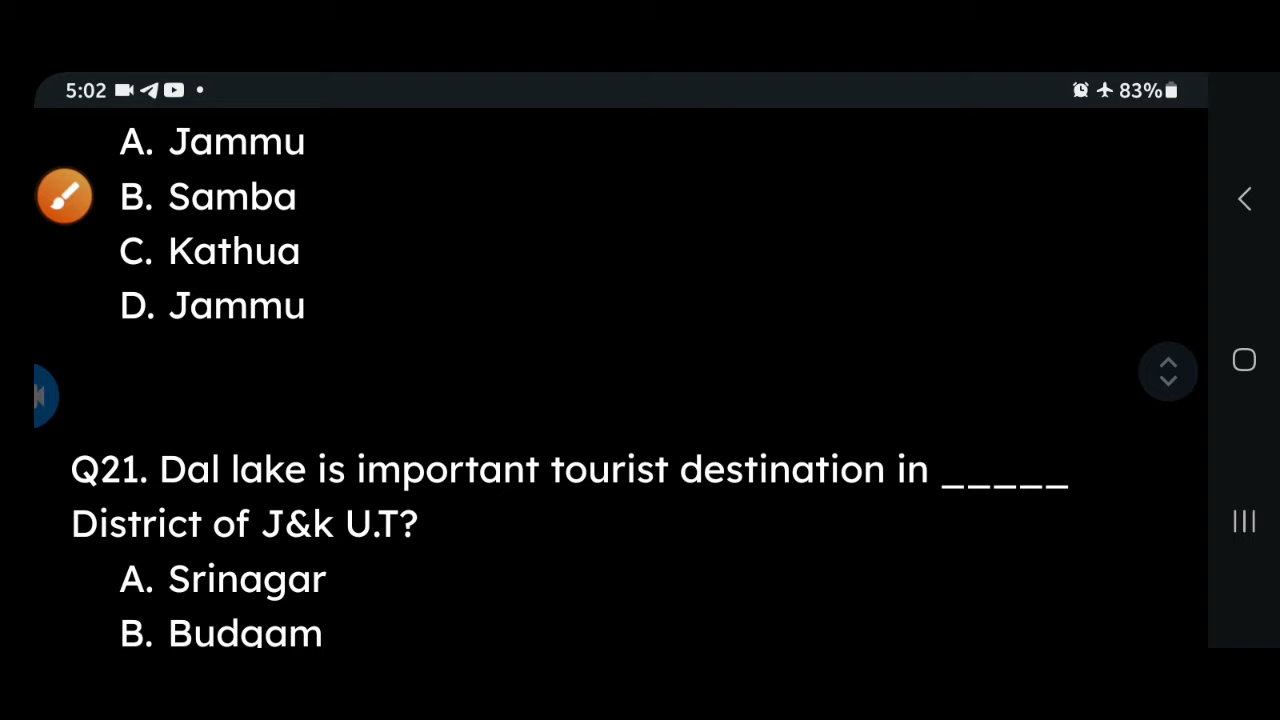 5:02 83%
A. Jammu
B. Samba
C. Kathua
D. Jammu
Q21. Dal lake is important tourist destination in _____
District of J&k U.T?
A. Srinagar
B. Budgam